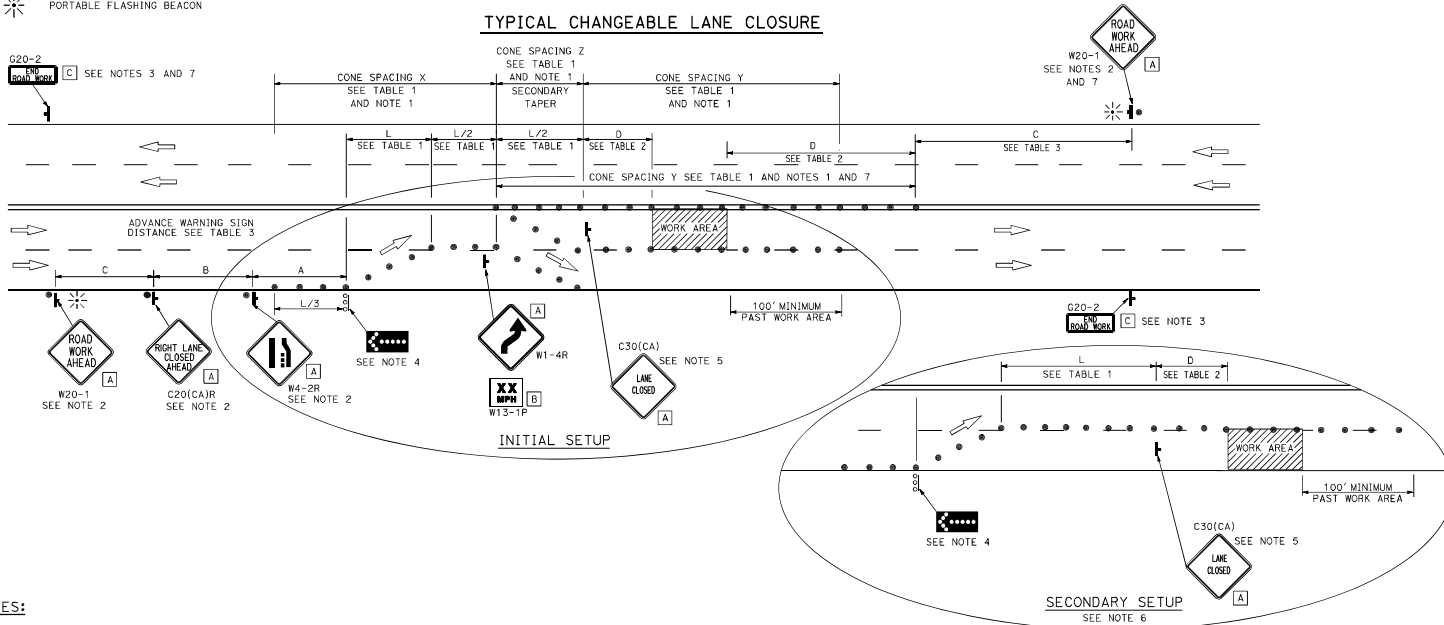 PORTABLE FLASHING BEACON
TYPICAL CHANGEABLE LANE CLOSURE
G20-2
END
ROAD WORK
C SEE NOTES 3 AND 7
CONE SPACING X
SEE TABLE 1
AND NOTE 1
CONE SPACING Z
SEE TABLE 1
AND NOTE 1
SECONDARY
TAPER
CONE SPACING Y
SEE TABLE 1
AND NOTE 1
ROAD
WORK
AHEAD
W20-1
SEE NOTES 2
AND 7
A
L
SEE TABLE 1
L/2
SEE TABLE 1
L/2
SEE TABLE 1
D
SEE TABLE 2
D
SEE TABLE 2
C
SEE TABLE 3
CONE SPACING Y SEE TABLE 1 AND NOTES 1 AND 7
ADVANCE WARNING SIGN
DISTANCE SEE TABLE 3
WORK AREA
C
B
A
L/3
100' MINIMUM
PAST WORK AREA
ROAD
WORK
AHEAD
A
W20-1
SEE NOTE 2
RIGHT LANE
CLOSED
AHEAD
A
C20(CA)R
SEE NOTE 2
A
W4-2R
SEE NOTE 2
SEE NOTE 4
A
W1-4R
XX
MPH
B
W13-1P
C30(CA)
SEE NOTE 5
LANE
CLOSED
A
INITIAL SETUP
G20-2
END
ROAD WORK
C SEE NOTE 3
L
SEE TABLE 1
D
SEE TABLE 2
WORK AREA
100' MINIMUM
PAST WORK AREA
SEE NOTE 4
C30(CA)
SEE NOTE 5
LANE
CLOSED
A
SECONDARY SETUP
SEE NOTE 6
ES: